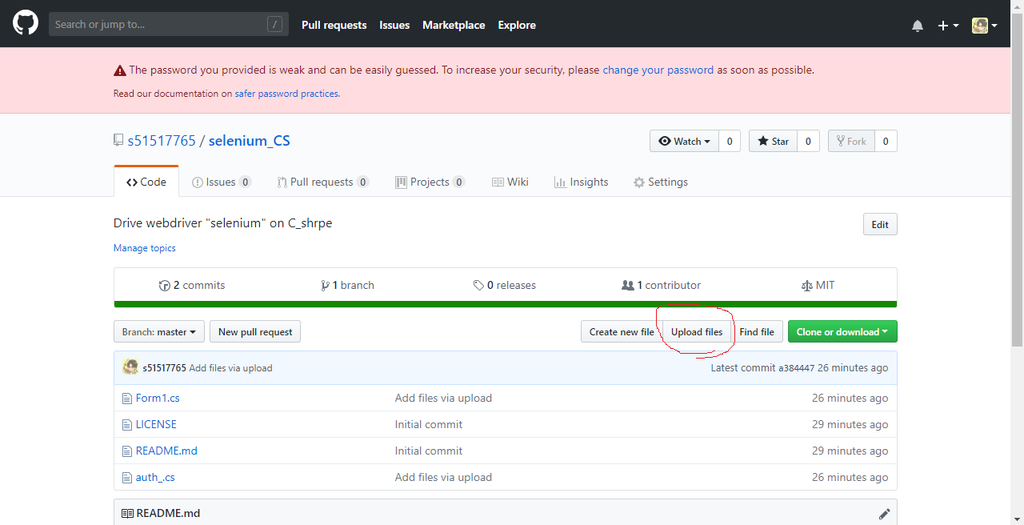 Search or jump to... / Pull requests Issues Marketplace Explore
The password you provided is weak and can be easily guessed. To increase your security, please change your password as soon as possible.
Read our documentation on safer password practices.
s51517765 / selenium_CS Watch 0 Star 0 Fork 0
Code Issues 0 Pull requests 0 Projects 0 Wiki Insights Settings
Drive webdriver "selenium" on C_shrpe Edit
Manage topics
2 commits 1 branch 0 releases 1 contributor MIT
Branch: master New pull request Create new file Upload files Find file Clone or download
s51517765 Add files via upload Latest commit a384447 26 minutes ago
Form1.cs Add files via upload 26 minutes ago
LICENSE Initial commit 29 minutes ago
README.md Initial commit 29 minutes ago
auth_.cs Add files via upload 26 minutes ago
README.md